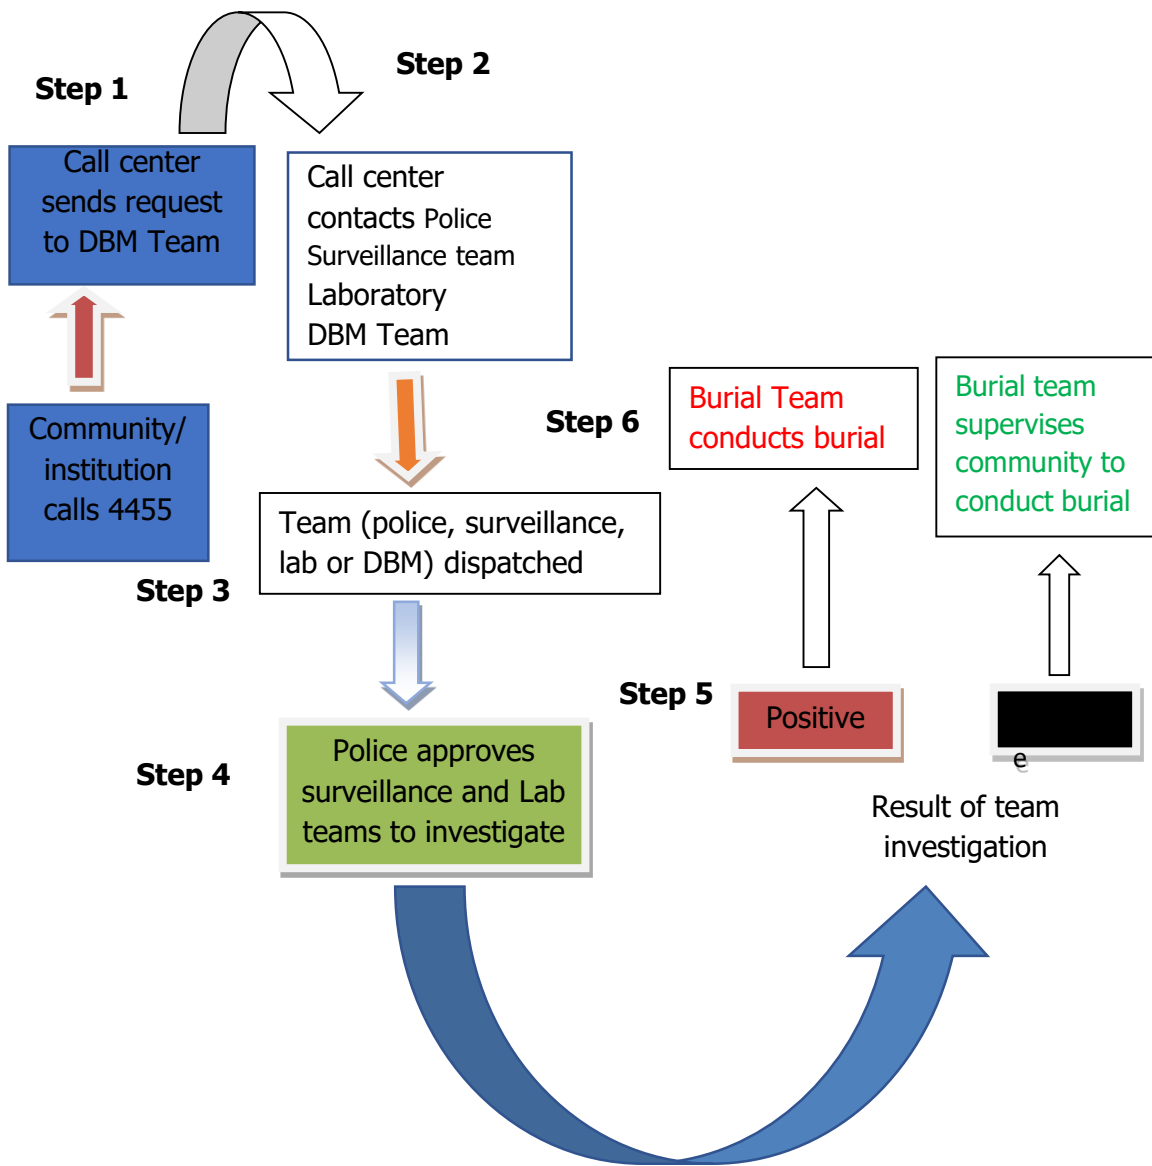 Step 1
Step 2
Call center
sends request
to DBM Team
Call center
contacts Police
Surveillance team
Laboratory
DBM Team
Community/
institution
calls 4455
Step 3
Team (police, surveillance,
lab or DBM) dispatched
Step 4
Police approves
surveillance and Lab
teams to investigate
Step 5
Positive
e
Result of team
investigation
Step 6
Burial Team
conducts burial
Burial team
supervises
community to
conduct burial